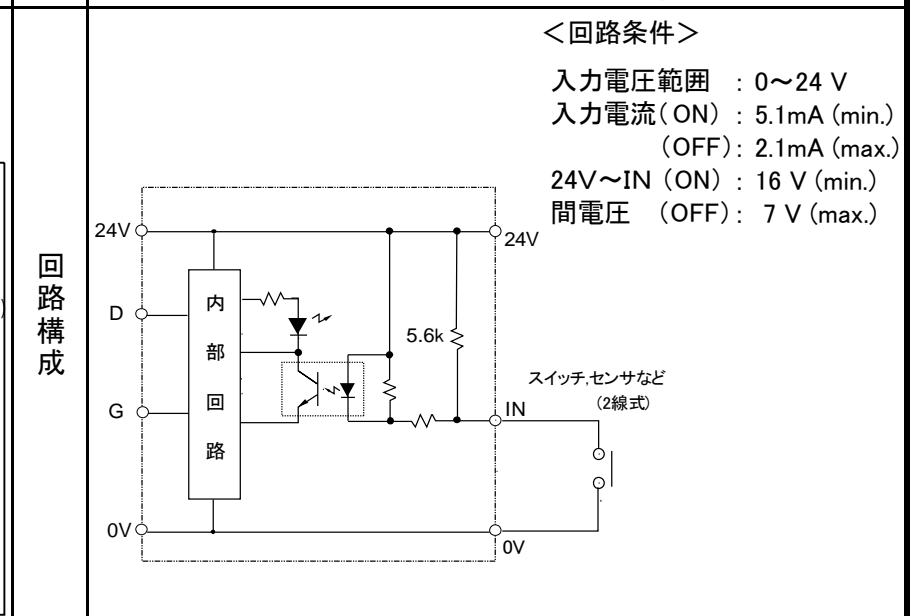 <回路条件>
入力電圧範囲 : 0~24 V
入力電流(ON) : 5.1mA (min.)
(OFF) : 2.1mA (max.)
24V~IN (ON) : 16 V (min.)
間電圧 (OFF) : 7 V (max.)
回路構成
24V
24V
D
内部回路
5.6k
スイッチ,センサなど
(2線式)
G
IN
0V
0V
)